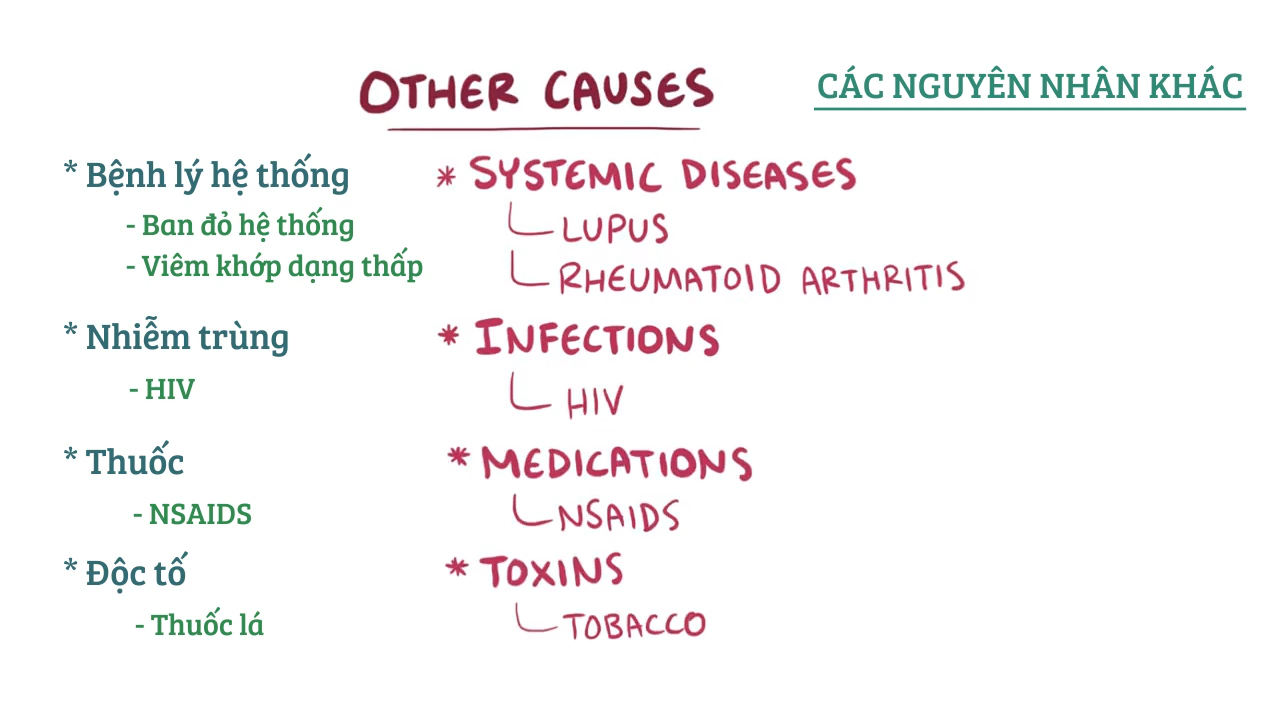 OTHER CAUSES
CÁC NGUYÊN NHÂN KHÁC
* Bệnh lý hệ thống
* SYSTEMIC DISEASES
- Ban đỏ hệ thống
LUPUS
- Viêm khớp dạng thấp
RHEUMATOID ARTHRITIS
* Nhiễm trùng
* INFECTIONS
- HIV
HIV
* Thuốc
* MEDICATIONS
- NSAIDS
NSAIDS
* Độc tố
* TOXINS
- Thuốc lá
TOBACCO